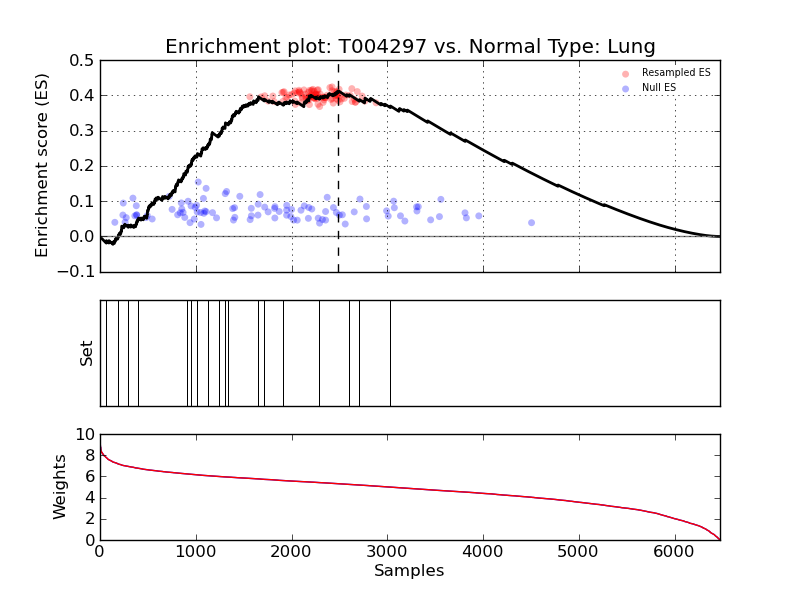 Enrichment plot: T004297 vs. Normal Type: Lung
0.5
0.4
0.3
0.2
0.1
0.0
−0.1
Enrichment score (ES)
Resampled ES
Null ES
Set
10
8
6
4
2
0
Weights
0 1000 2000 3000 4000 5000 6000
Samples